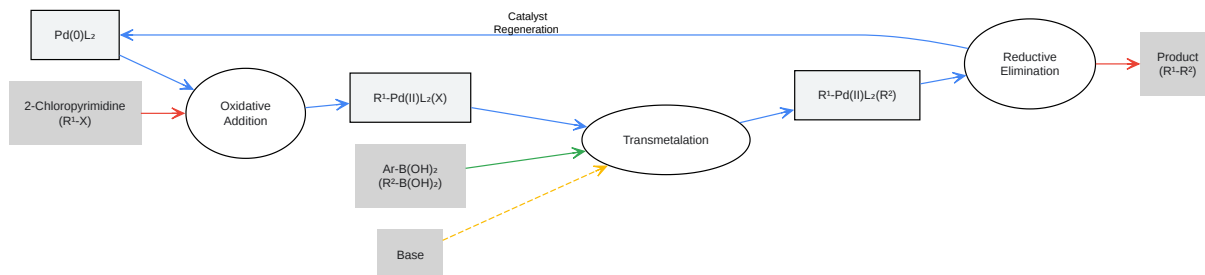 Catalyst
Regeneration
Pd(0)L₂
Reductive
Elimination
Product
(R¹-R²)
2-Chloropyrimidine
(R¹-X)
Oxidative
Addition
R¹-Pd(II)L₂(X)
R¹-Pd(II)L₂(R²)
Transmetalation
Ar-B(OH)₂
(R²-B(OH)₂)
Base